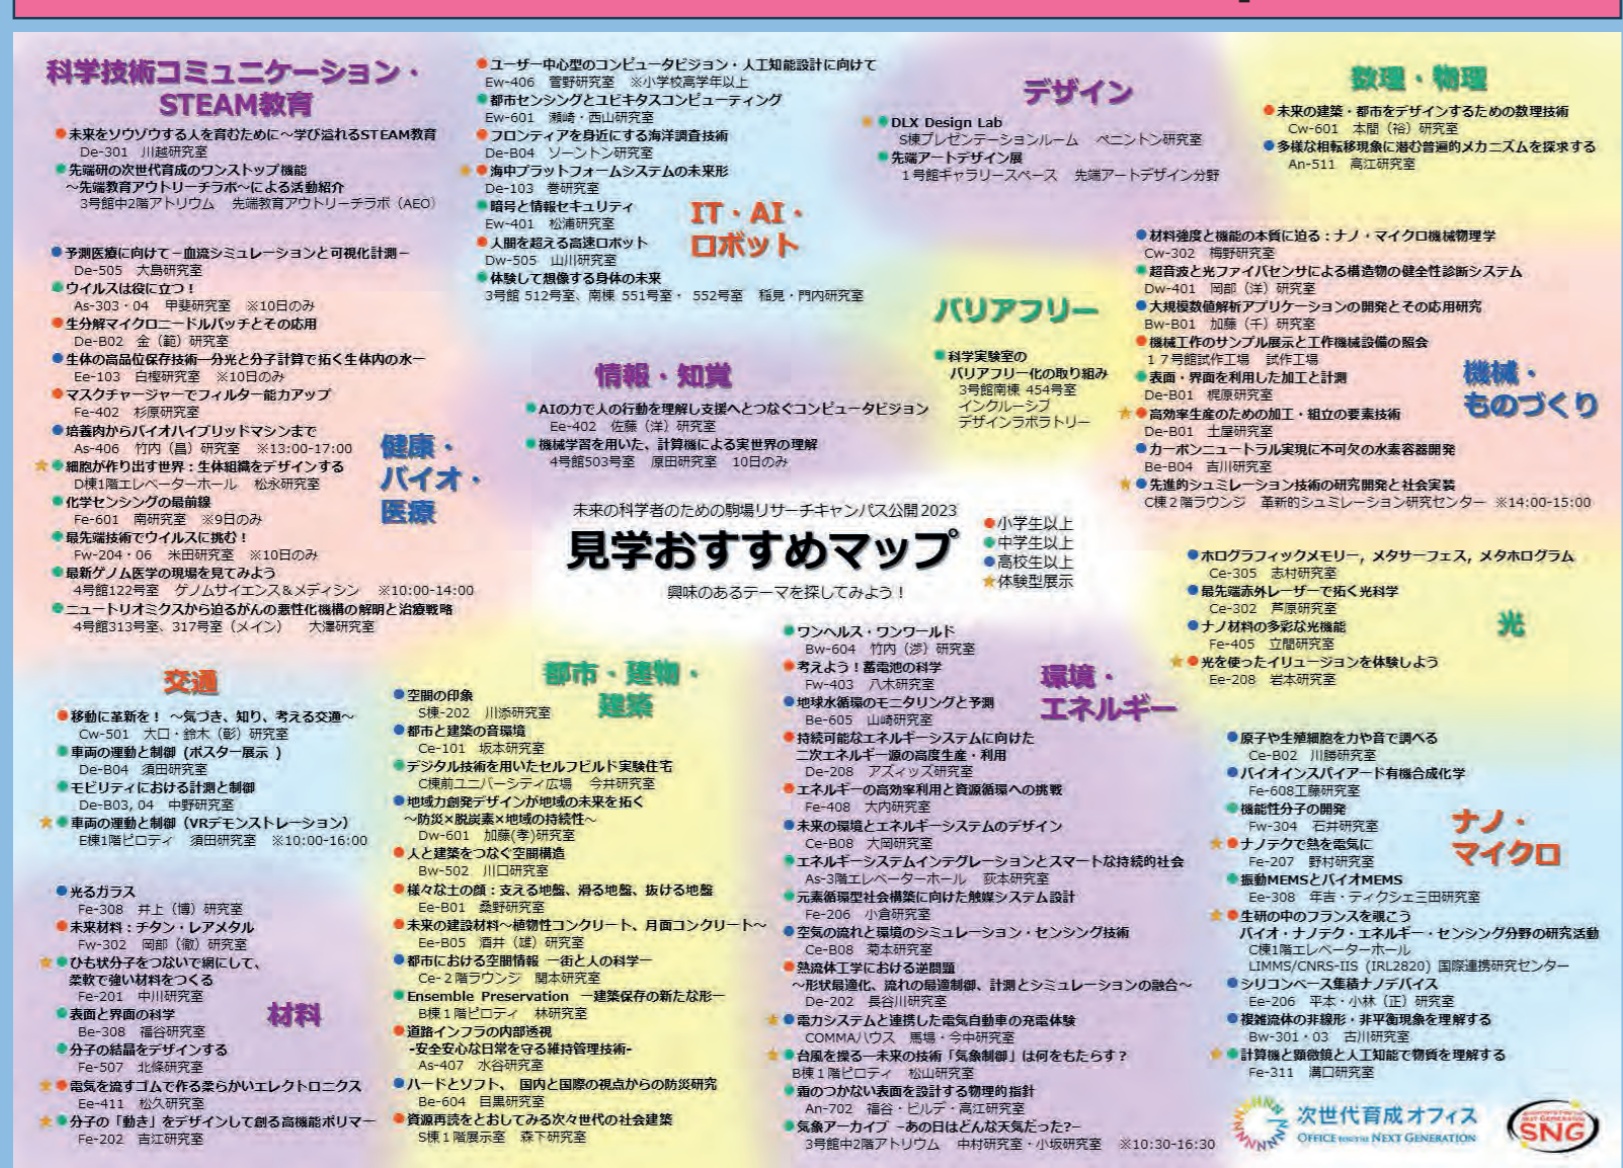 科学技術コミュニケーション・
STEAM教育
●未来をソウゾウする人を育むために～学び溢れるSTEAM教育
De-301 川越研究室
●先端研の次世代育成のワンストップ機能
～先端教育アウトリーチラボ～による活動紹介
3号館中2階アトリウム 先端教育アウトリーチラボ（AEO）
●予測医療に向けて－血流シミュレーションと可視化計測－
De-505 大島研究室
●ウイルスは役に立つ！
As-303・04 甲斐研究室 ※10日のみ
●生分解マイクロニードルパッチとその応用
De-B02 金（範）研究室
●生体の高品位保存技術―分光と分子計算で拓く生体内の水―
Ee-103 白樫研究室 ※10日のみ
●マスクチャージャーでフィルター能力アップ
Fe-402 杉原研究室
●培養肉からバイオハイブリッドマシンまで
As-406 竹内（昌）研究室 ※13:00-17:00
★●細胞が作り出す世界：生体組織をデザインする
D棟1階エレベーターホール 松永研究室
●化学センシングの最前線
Fe-601 南研究室 ※9日のみ
●最先端技術でウイルスに挑む！
Fw-204・06 米田研究室 ※10日のみ
●最新ゲノム医学の現場を見てみよう
4号館122号室 ゲノムサイエンス＆メディシン ※10:00-14:00
●ニュートリオミクスから迫るがんの悪性化機構の解明と治療戦略
4号館313号室、317号室（メイン） 大澤研究室
健康・
バイオ・
医療
●ユーザー中心型のコンピュータビジョン・人工知能設計に向けて
Ew-406 菅野研究室 ※小学校高学年以上
●都市センシングとユビキタスコンピューティング
Ew-601 瀬崎・西山研究室
●フロンティアを身近にする海洋調査技術
De-B04 ソーントン研究室
★●海中プラットフォームシステムの未来形
De-103 巻研究室
●暗号と情報セキュリティ
Ew-401 松浦研究室
●人間を超える高速ロボット
Dw-505 山川研究室
●体験して想像する身体の未来
3号館 512号室、南棟 551号室・ 552号室 稲見・門内研究室
IT・AI・
ロボット
デザイン
★●DLX Design Lab
S棟プレゼンテーションルーム ペニントン研究室
●先端アートデザイン展
１号館ギャラリースペース 先端アートデザイン分野
数理・物理
●未来の建築・都市をデザインするための数理技術
Cw-601 本間（裕）研究室
●多様な相転移現象に潜む普遍的メカニズムを探求する
An-511 高江研究室
情報・知覚
●AIの力で人の行動を理解し支援へとつなぐコンピュータビジョン
Ee-402 佐藤（洋）研究室
●機械学習を用いた、計算機による実世界の理解
4号館503号室 原田研究室 10日のみ
バリアフリー
●科学実験室の
バリアフリー化の取り組み
3号館南棟 454号室
インクルーシブ
デザインラボラトリー
●材料強度と機能の本質に迫る：ナノ・マイクロ機械物理学
Cw-302 梅野研究室
●超音波と光ファイバセンサによる構造物の健全性診断システム
Dw-401 岡部（洋）研究室
●大規模数値解析アプリケーションの開発とその応用研究
Bw-B01 加藤（千）研究室
●機械工作のサンプル展示と工作機械設備の照会
１７号館試作工場 試作工場
●表面・界面を利用した加工と計測
De-B01 梶原研究室
★●高効率生産のための加工・組立の要素技術
De-B01 土屋研究室
●カーボンニュートラル実現に不可欠の水素容器開発
Be-B04 吉川研究室
★●先進的シュミレーション技術の研究開発と社会実装
C棟２階ラウンジ 革新的シュミレーション研究センター ※14:00-15:00
機械・
ものづくり
未来の科学者のための駒場リサーチキャンパス公開2023
見学おすすめマップ
興味のあるテーマを探してみよう！
●小学生以上
●中学生以上
●高校生以上
★体験型展示
●ホログラフィックメモリー，メタサーフェス，メタホログラム
Ce-305 志村研究室
●最先端赤外レーザーで拓く光科学
Ce-302 芦原研究室
●ナノ材料の多彩な光機能
Fe-405 立間研究室
★●光を使ったイリュージョンを体験しよう
Ee-208 岩本研究室
光
交通
●移動に革新を！ ～気づき、知り、考える交通～
Cw-501 大口・鈴木（彰）研究室
●車両の運動と制御 (ポスター展示 )
De-B04 須田研究室
●モビリティにおける計測と制御
De-B03, 04 中野研究室
★●車両の運動と制御（VRデモンストレーション）
E棟1階ピロティ 須田研究室 ※10:00-16:00
●光るガラス
Fe-308 井上（博）研究室
●未来材料：チタン・レアメタル
Fw-302 岡部（徹）研究室
★●ひも状分子をつないで網にして、
柔軟で強い材料をつくる
Fe-201 中川研究室
●表面と界面の科学
Be-308 福谷研究室
●分子の結晶をデザインする
Fe-507 北條研究室
★●電気を流すゴムで作る柔らかいエレクトロニクス
Ee-411 松久研究室
★●分子の「動き」をデザインして創る高機能ポリマー
Fe-202 吉江研究室
材料
都市・建物・
建築
●空間の印象
S棟-202 川添研究室
●都市と建築の音環境
Ce-101 坂本研究室
●デジタル技術を用いたセルフビルド実験住宅
C棟前ユニバーシティ広場 今井研究室
●地域力創発デザインが地域の未来を拓く
～防災×脱炭素×地域の持続性～
Dw-601 加藤(孝)研究室
●人と建築をつなぐ空間構造
Bw-502 川口研究室
●様々な土の顔：支える地盤、滑る地盤、抜ける地盤
Ee-B01 桑野研究室
●未来の建設材料～植物性コンクリート、月面コンクリート～
Ee-B05 酒井（雄）研究室
●都市における空間情報 ―街と人の科学―
Ce-２階ラウンジ 関本研究室
●Ensemble Preservation ―建築保存の新たな形―
B棟１階ピロティ 林研究室
●道路インフラの内部透視
-安全安心な日常を守る維持管理技術-
As-407 水谷研究室
●ハードとソフト、 国内と国際の視点からの防災研究
Be-604 目黒研究室
●資源再読をとおしてみる次々世代の社会建築
S棟１階展示室 森下研究室
●ワンヘルス・ワンワールド
Bw-604 竹内（渉）研究室
●考えよう！蓄電池の科学
Fw-403 八木研究室
●地球水循環のモニタリングと予測
Be-605 山崎研究室
●持続可能なエネルギーシステムに向けた
二次エネルギー源の高度生産・利用
De-208 アズィッズ研究室
●エネルギーの高効率利用と資源循環への挑戦
Fe-408 大内研究室
●未来の環境とエネルギーシステムのデザイン
Ce-B08 大岡研究室
●エネルギーシステムインテグレーションとスマートな持続的社会
As-3階エレベーターホール 荻本研究室
●元素循環型社会構築に向けた触媒システム設計
Fe-206 小倉研究室
●空気の流れと環境のシミュレーション・センシング技術
Ce-B08 菊本研究室
●熱流体工学における逆問題
～形状最適化、流れの最適制御、計測とシミュレーションの融合～
De-202 長谷川研究室
★●電力システムと連携した電気自動車の充電体験
COMMAハウス 馬場・今中研究室
★●台風を操る―未来の技術「気象制御」は何をもたらす？
B棟１階ピロティ 松山研究室
●霜のつかない表面を設計する物理的指針
An-702 福谷・ビルデ・高江研究室
●気象アーカイブ −あの日はどんな天気だった?−
3号館中2階アトリウム 中村研究室・小坂研究室 ※10:30-16:30
環境・
エネルギー
●原子や生殖細胞を力や音で調べる
Ce-B02 川勝研究室
●バイオインスパイアード有機合成化学
Fe-608工藤研究室
●機能性分子の開発
Fw-304 石井研究室
★●ナノテクで熱を電気に
Fe-207 野村研究室
●振動MEMSとバイオMEMS
Ee-308 年吉・ティクシェ三田研究室
★●生研の中のフランスを覗こう
バイオ・ナノテク・エネルギー・センシング分野の研究活動
C棟1階エレベーターホール
LIMMS/CNRS-IIS (IRL2820) 国際連携研究センター
●シリコンベース集積ナノデバイス
Ee-206 平本・小林（正）研究室
●複雑流体の非線形・非平衡現象を理解する
Bw-301・03 古川研究室
★●計算機と顕微鏡と人工知能で物質を理解する
Fe-311 溝口研究室
ナノ・
マイクロ
次世代育成オフィス
OFFICE FOR THE NEXT GENERATION
SNG